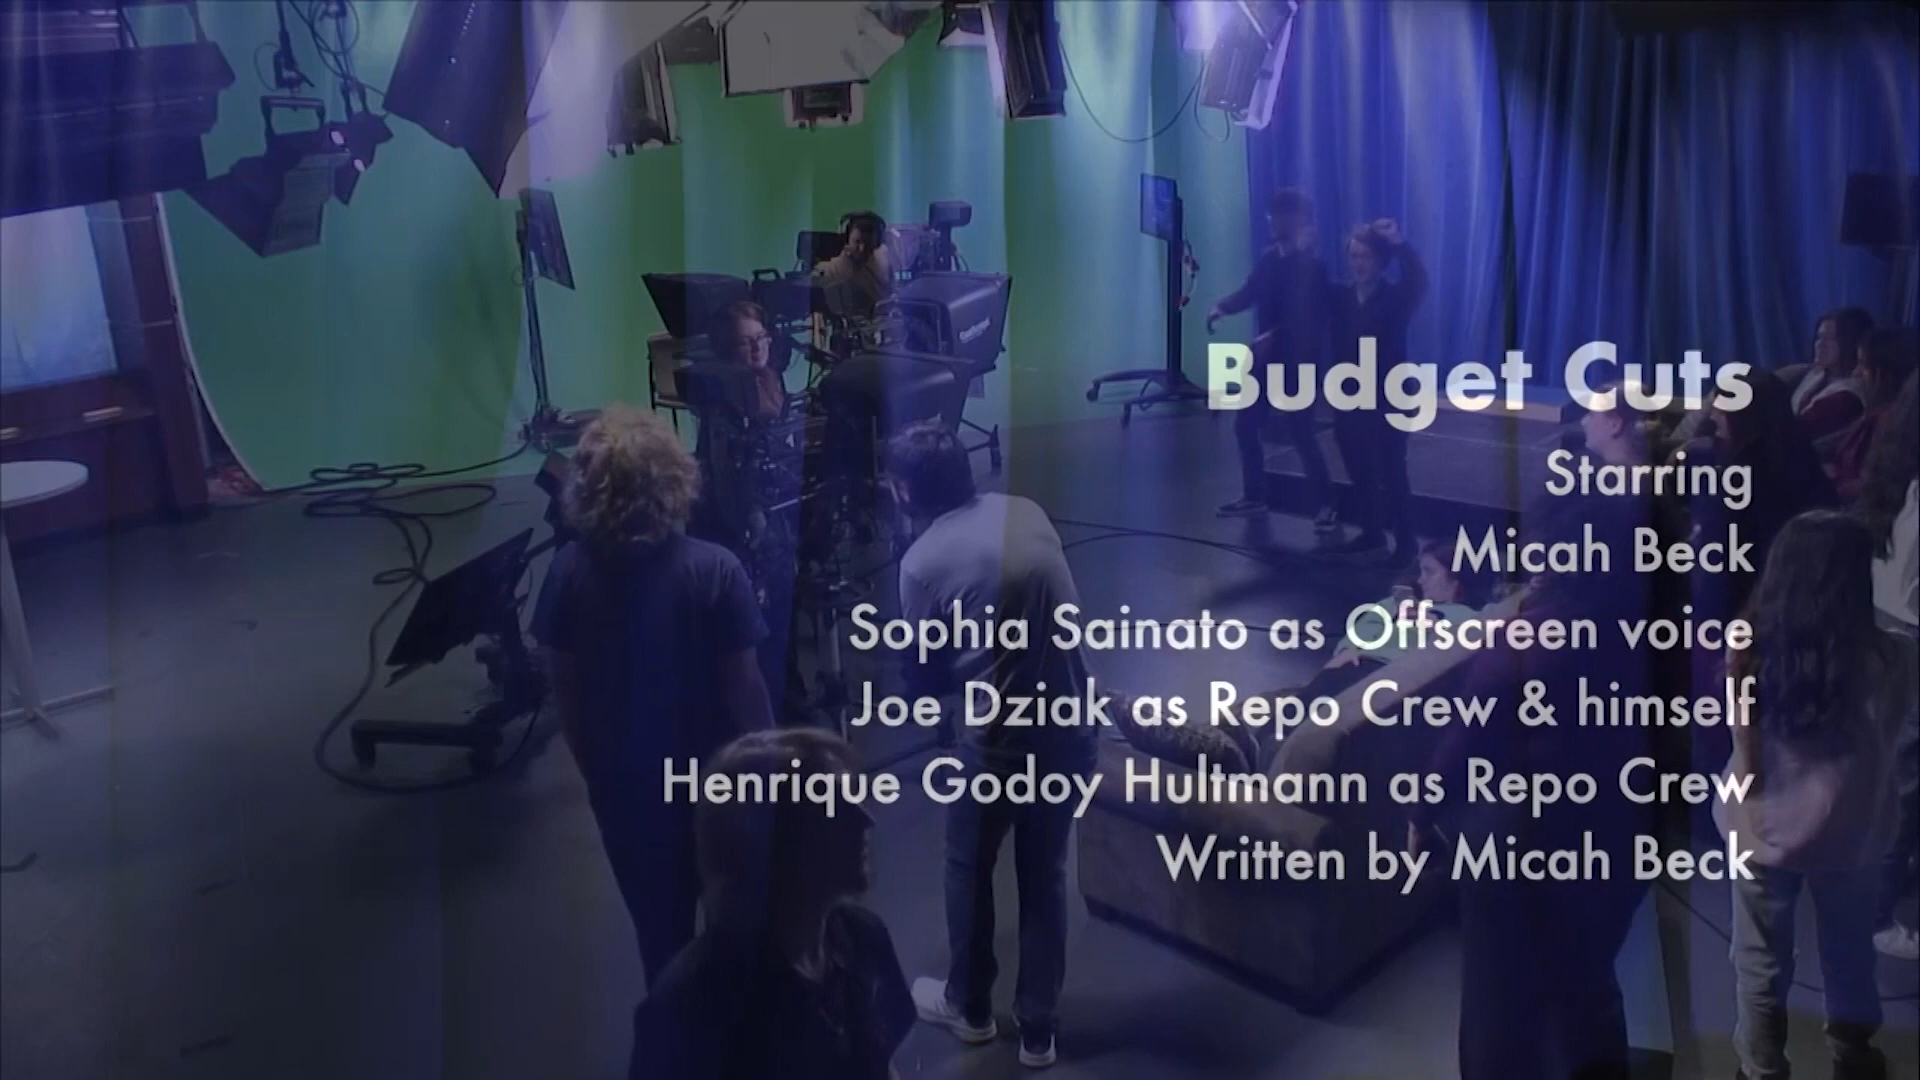 Budget Cuts
Starring
Micah Beck
Sophia Sainato as Offscreen voice
Joe Dziak as Repo Crew & himself
Henrique Godoy Hultmann as Repo Crew
Written by Micah Beck